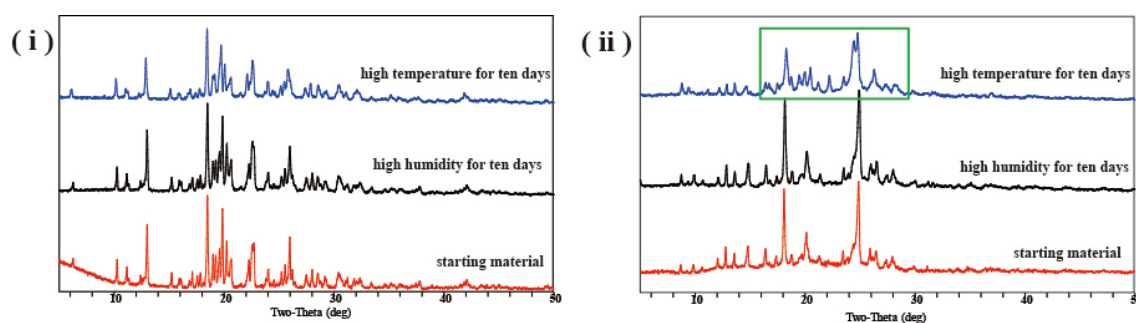 ( i )
high temperature for ten days
high humidity for ten days
starting material
10 20 30 40 50
Two-Theta (deg)
( ii )
high temperature for ten days
high humidity for ten days
starting material
10 20 30 40 50
Two-Theta (deg)